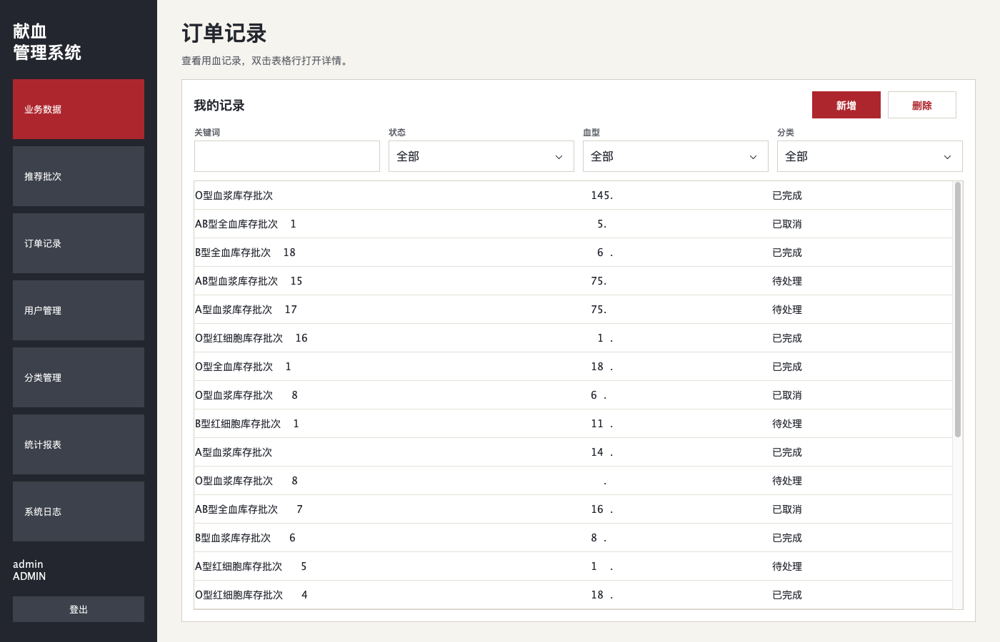 献血
管理系统
业务数据
推荐批次
订单记录
用户管理
分类管理
统计报表
系统日志
admin
ADMIN
登出
订单记录
查看用血记录，双击表格行打开详情。
我的记录
新增
删除
关键词 状态 血型 分类
全部 全部 全部
O型血浆库存批次 145. 已完成
AB型全血库存批次 1 5. 已取消
B型全血库存批次 18 6 . 已完成
AB型血浆库存批次 15 75. 待处理
A型血浆库存批次 17 75. 待处理
O型红细胞库存批次 16 1 . 已完成
O型全血库存批次 1 18 . 已完成
O型血浆库存批次 8 6 . 已取消
B型红细胞库存批次 1 11 . 待处理
A型血浆库存批次 14 . 已完成
O型血浆库存批次 8 . 待处理
AB型全血库存批次 7 16 . 已取消
B型血浆库存批次 6 8 . 已完成
A型红细胞库存批次 5 1 . 待处理
O型红细胞库存批次 4 18 . 已完成